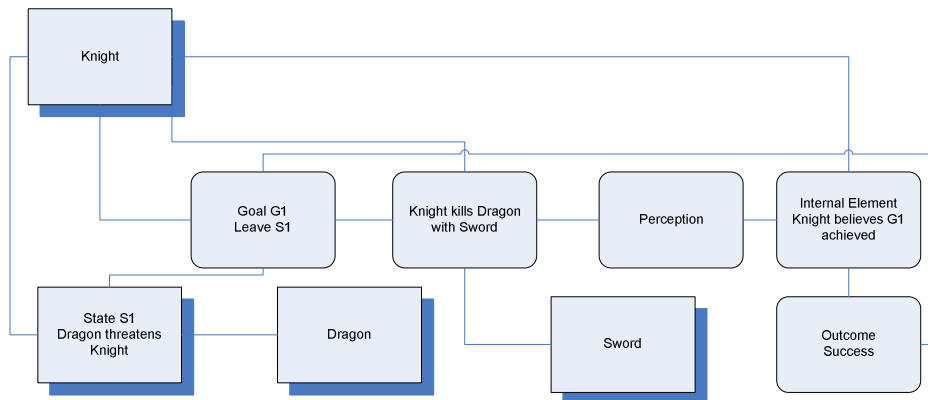 Knight
Goal G1
Leave S1
Knight kills Dragon
with Sword
Perception
Internal Element
Knight believes G1
achieved
State S1
Dragon threatens
Knight
Dragon
Sword
Outcome
Success